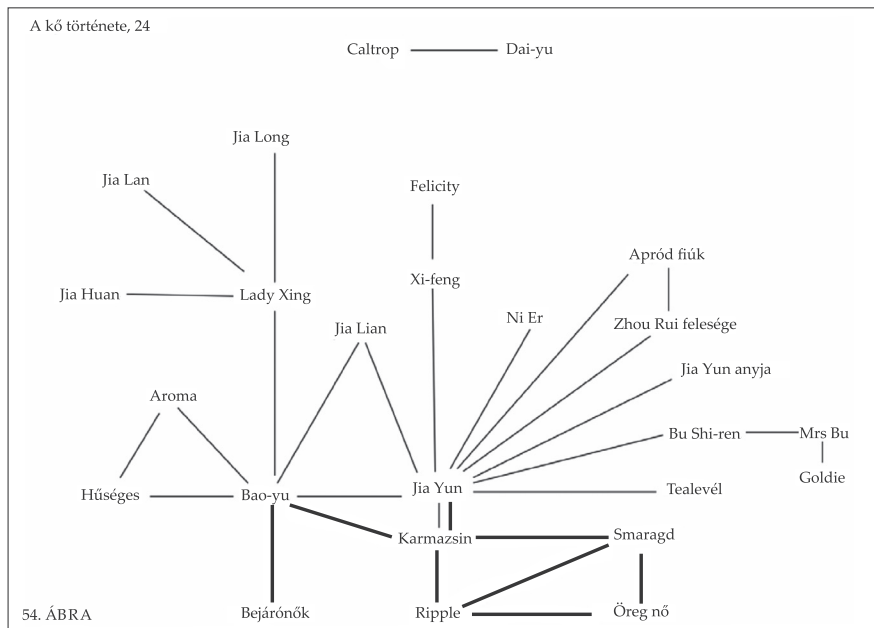 A kő története, 24
Caltrop
Dai-yu
Jia Long
Jia Lan
Felicity
Apród fiúk
Xi-feng
Jia Huan
Lady Xing
Ni Er
Zhou Rui felesége
Jia Lian
Jia Yun anyja
Aroma
Bu Shi-ren
Mrs Bu
Goldie
Hűséges
Bao-yu
Jia Yun
Tealevél
Karmazsin
Smaragd
Bejárónők
Ripple
Öreg nő
54. ÁBRA